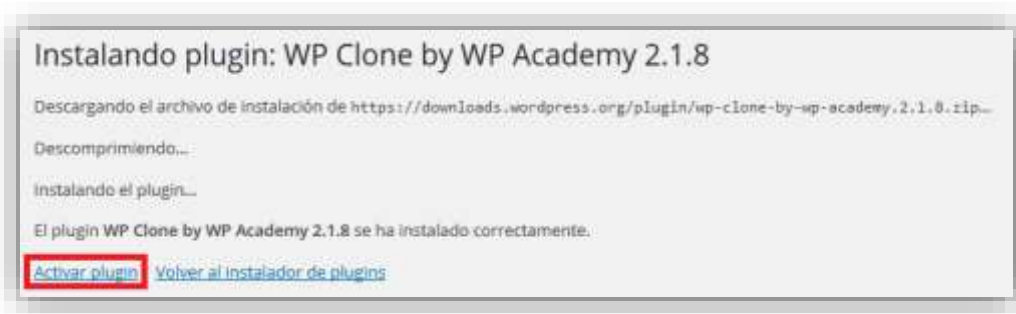 Instalando plugin: WP Clone by WP Academy 2.1.8
Descargando el archivo de instalación de https://downloads.wordpress.org/plugin/wp-clone-by-wp-academy.2.1.8.zip…
Descomprimiendo...
Instalando el plugin...
El plugin WP Clone by WP Academy 2.1.8 se ha instalado correctamente.
Activar plugin Volver al instalador de plugins